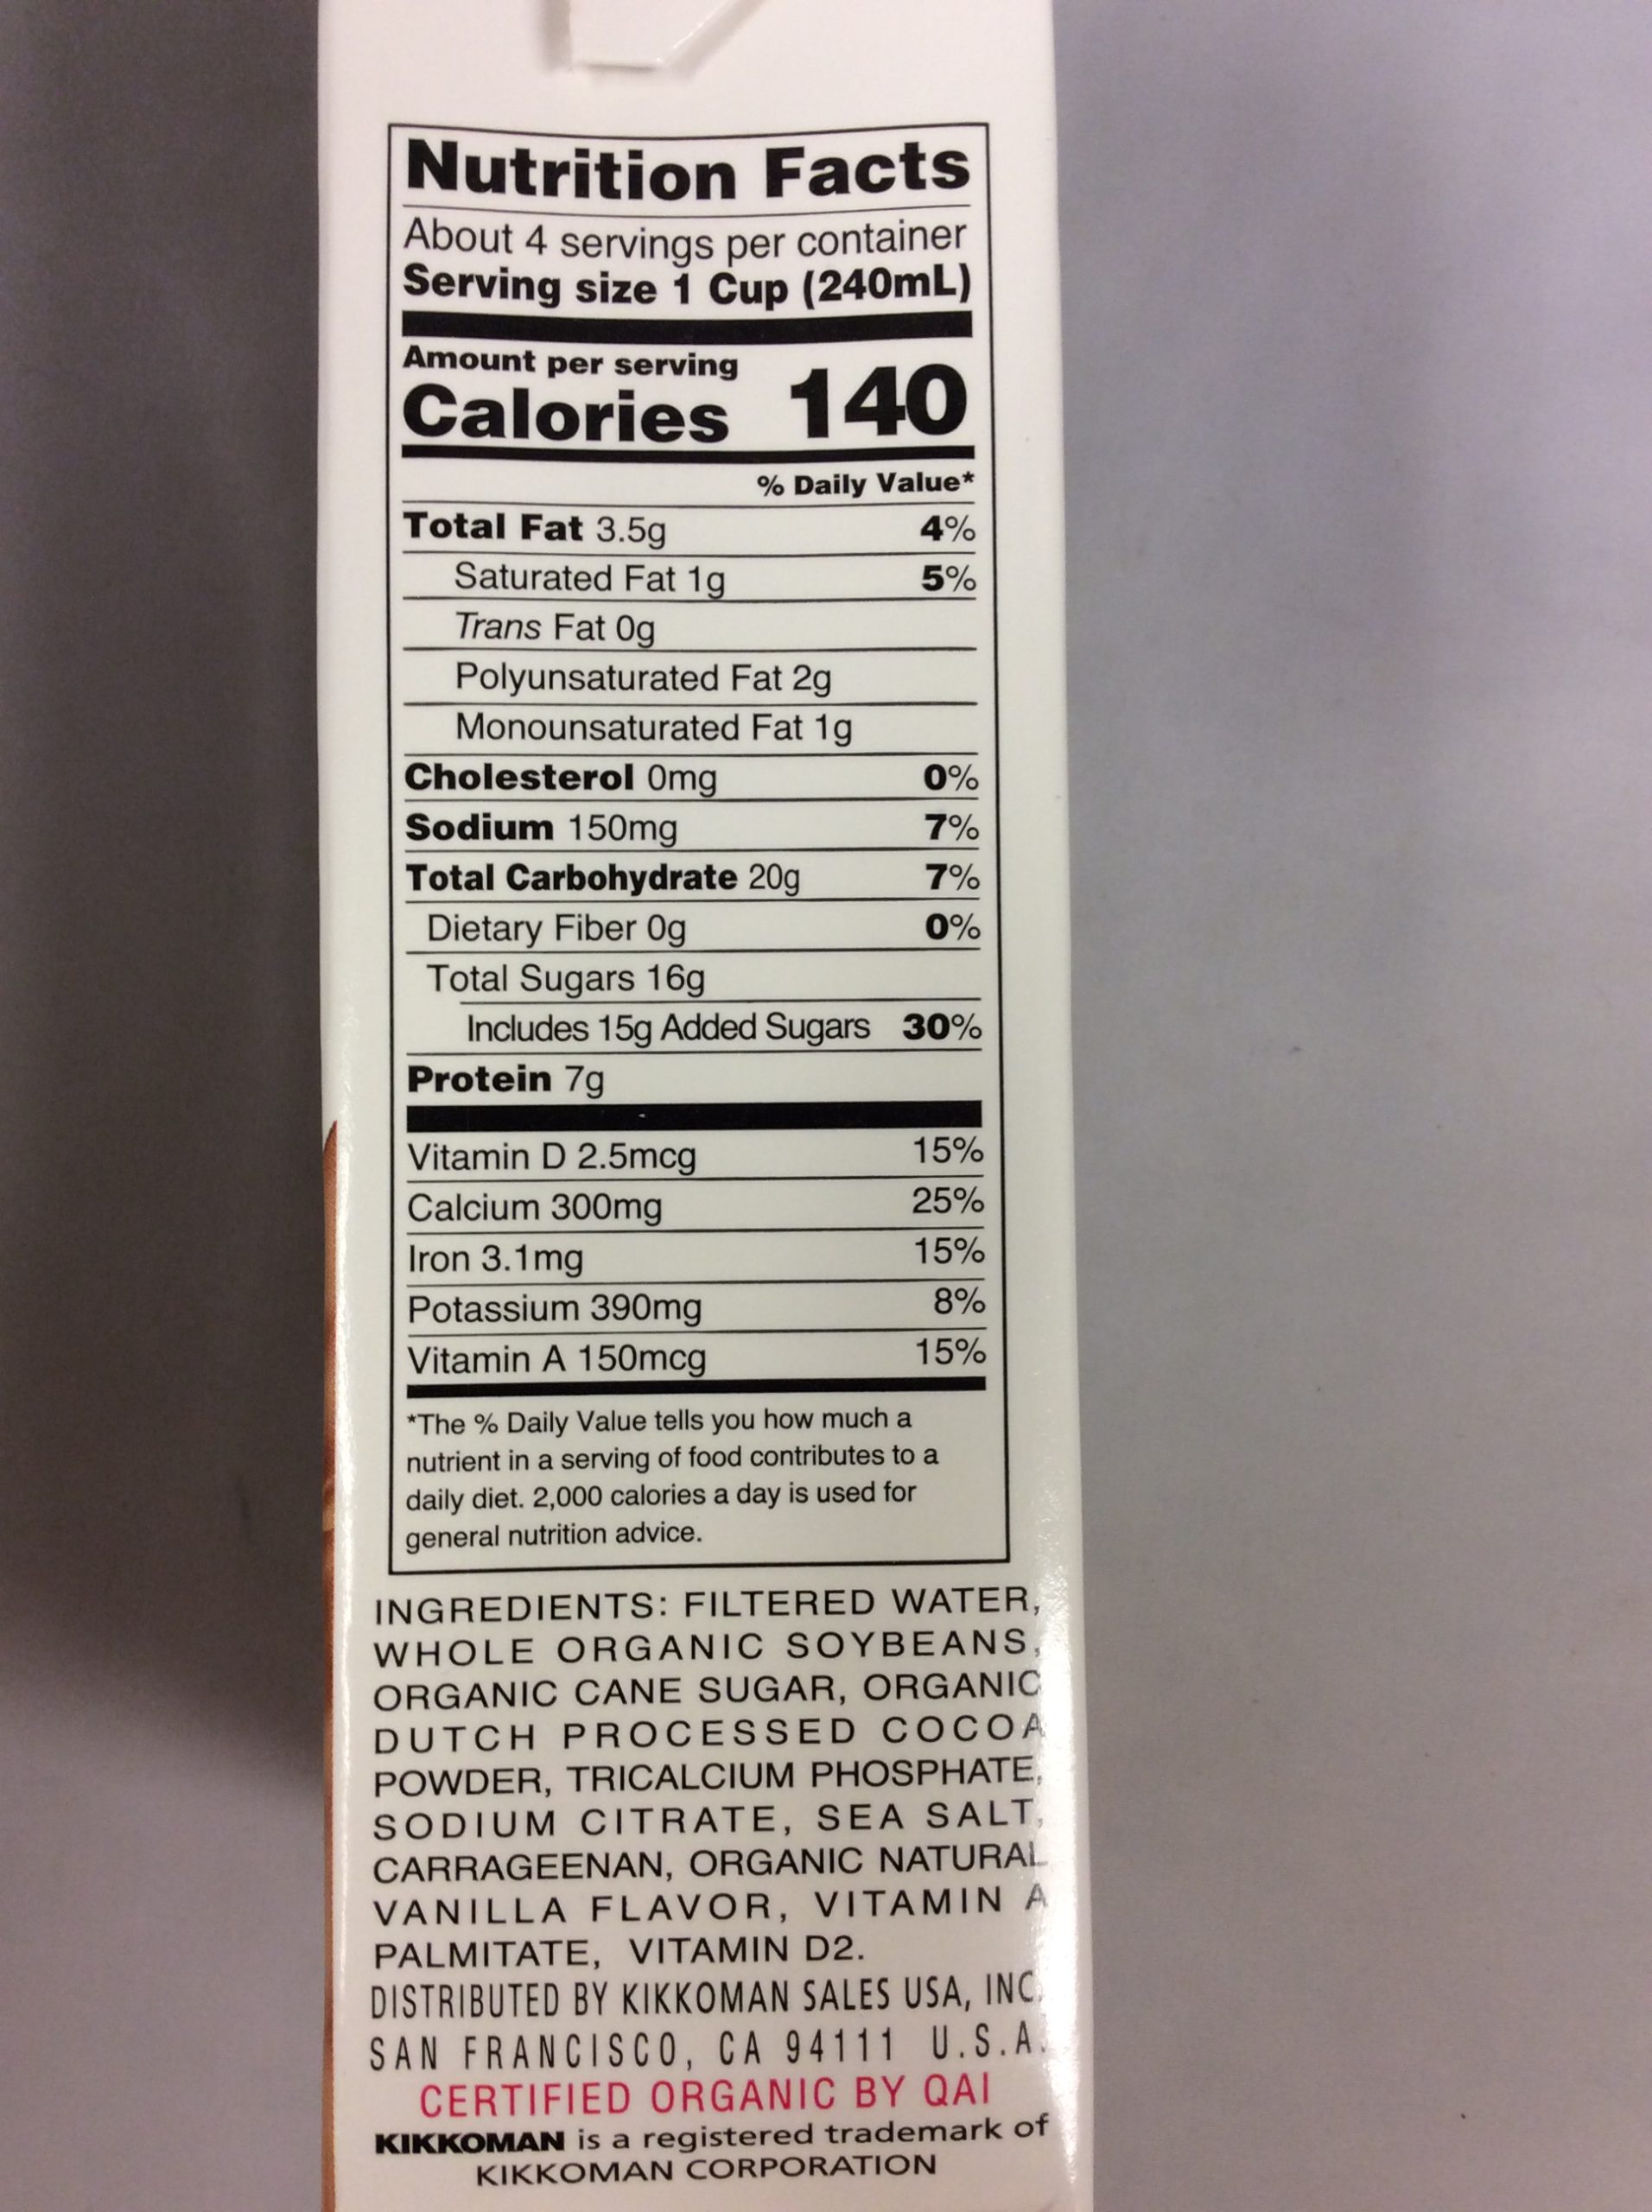 Nutrition Facts
About 4 servings per container
Serving size 1 Cup (240mL)
Amount per serving
Calories 140
% Daily Value*
Total Fat 3.5g 4%
Saturated Fat 1g 5%
Trans Fat 0g
Polyunsaturated Fat 2g
Monounsaturated Fat 1g
Cholesterol 0mg 0%
Sodium 150mg 7%
Total Carbohydrate 20g 7%
Dietary Fiber 0g 0%
Total Sugars 16g
Includes 15g Added Sugars 30%
Protein 7g
Vitamin D 2.5mcg 15%
Calcium 300mg 25%
Iron 3.1mg 15%
Potassium 390mg 8%
Vitamin A 150mcg 15%
*The % Daily Value tells you how much a
nutrient in a serving of food contributes to a
daily diet. 2,000 calories a day is used for
general nutrition advice.
INGREDIENTS: FILTERED WATER,
WHOLE ORGANIC SOYBEANS,
ORGANIC CANE SUGAR, ORGANIC
DUTCH PROCESSED COCOA
POWDER, TRICALCIUM PHOSPHATE,
SODIUM CITRATE, SEA SALT,
CARRAGEENAN, ORGANIC NATURAL
VANILLA FLAVOR, VITAMIN A
PALMITATE, VITAMIN D2.
DISTRIBUTED BY KIKKOMAN SALES USA, INC.
SAN FRANCISCO, CA 94111 U.S.A.
CERTIFIED ORGANIC BY QAI
KIKKOMAN is a registered trademark of
KIKKOMAN CORPORATION